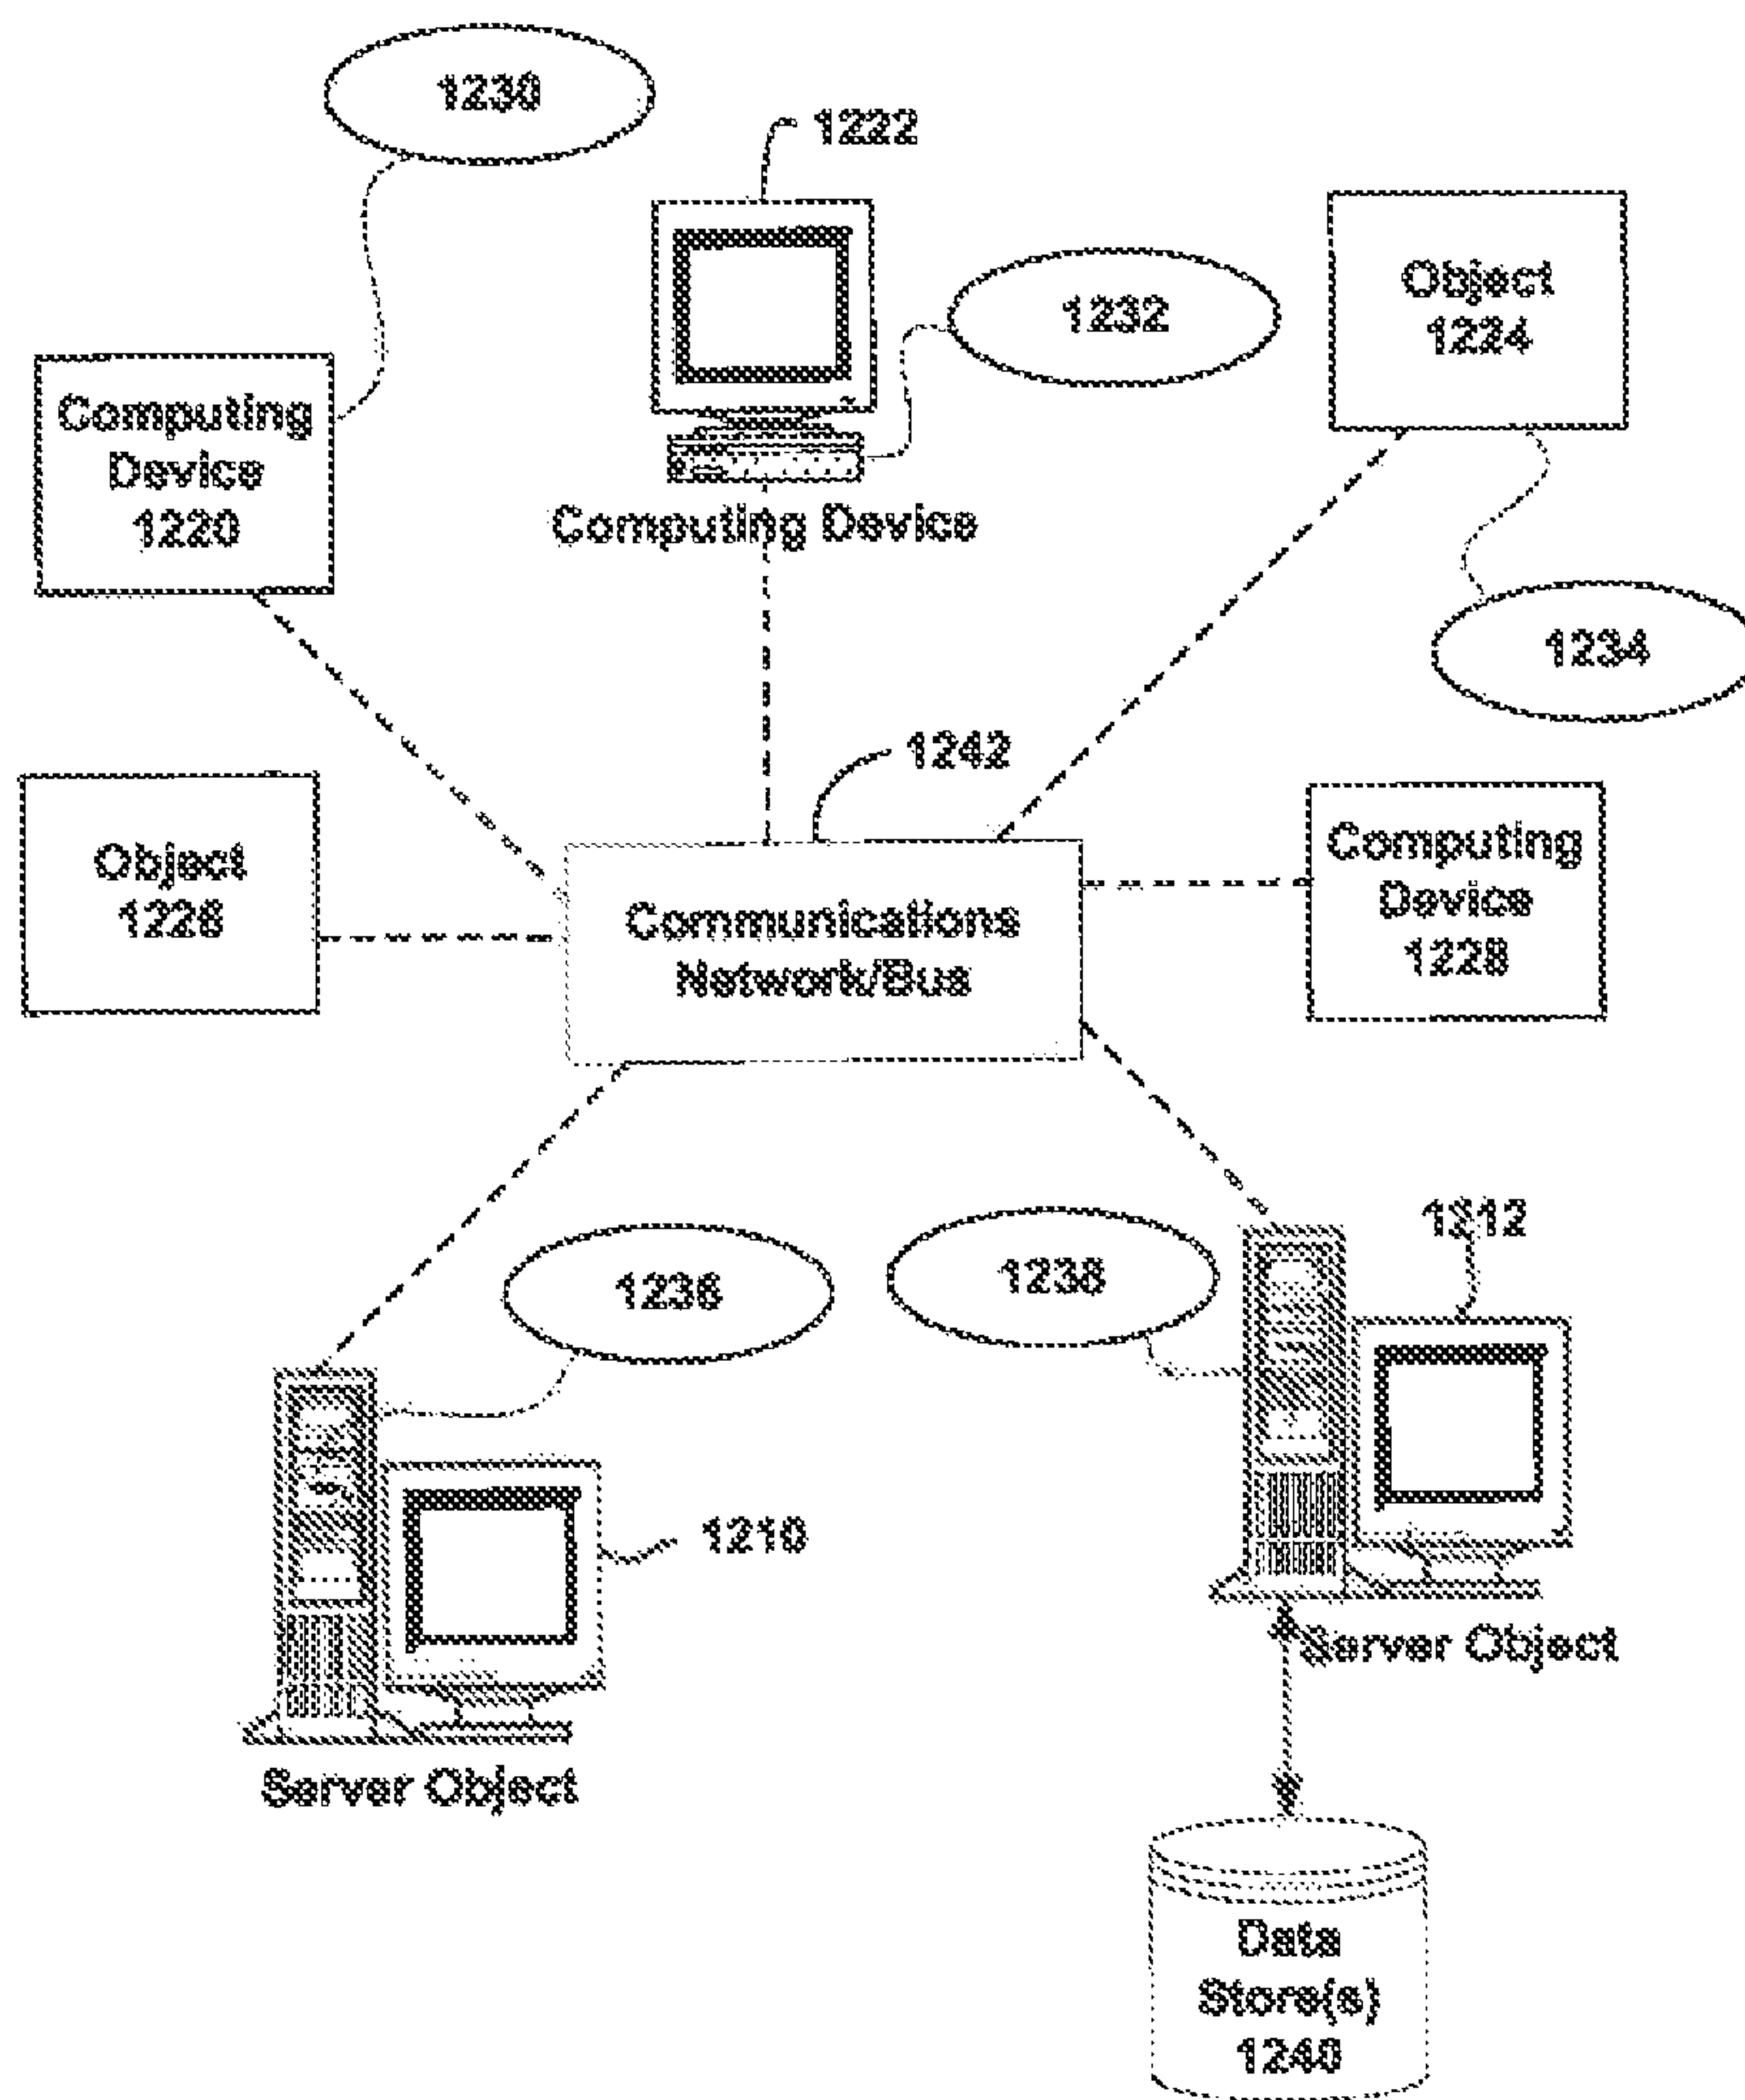 1230
1222
1232
Object
1224
Computing
Device
1220
Computing Device
1234
1242
Object
1226
Computing
Device
1228
Communications
Network/Bus
1212
1236
1238
1210
Server Object
Server Object
Data
Store(s)
1240